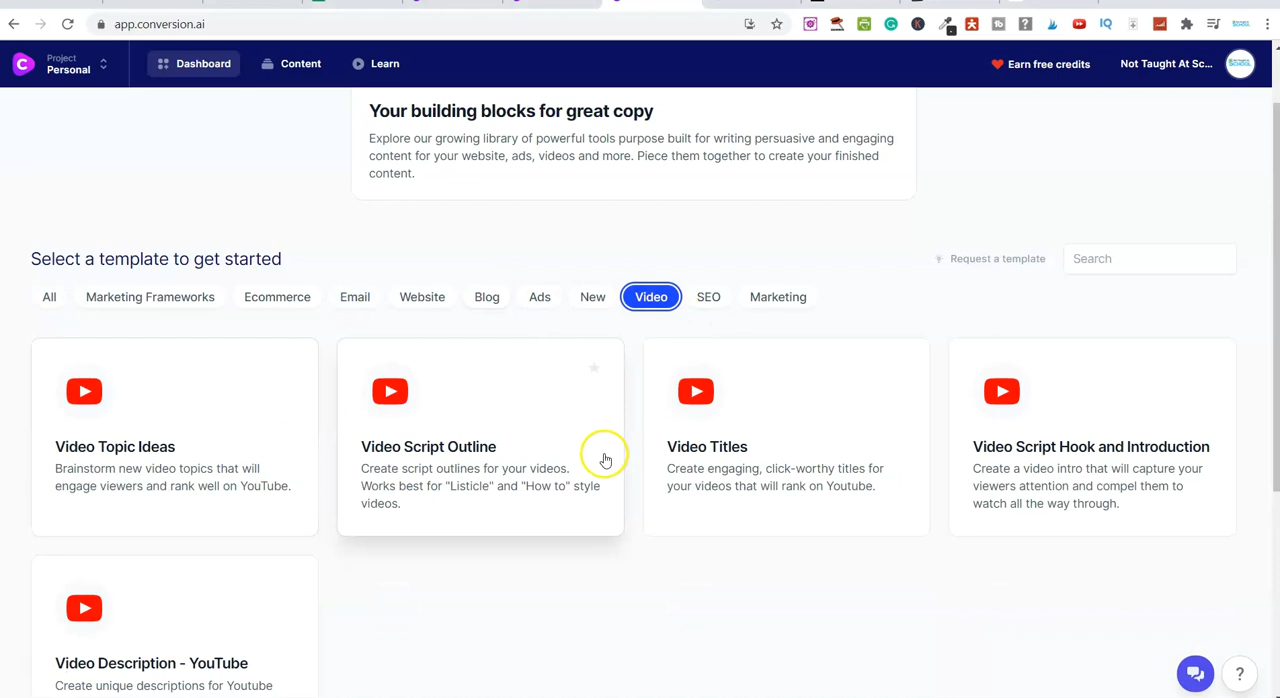 app.conversion.ai
Project
Personal
Dashboard
Content
Learn
Earn free credits
Not Taught At Sc...
Your building blocks for great copy
Explore our growing library of powerful tools purpose built for writing persuasive and engaging
content for your website, ads, videos and more. Piece them together to create your finished
content.
Select a template to get started
Request a template
Search
All
Marketing Frameworks
Ecommerce
Email
Website
Blog
Ads
New
Video
SEO
Marketing
Video Topic Ideas
Brainstorm new video topics that will
engage viewers and rank well on YouTube.
Video Script Outline
Create script outlines for your videos.
Works best for "Listicle" and "How to" style
videos.
Video Titles
Create engaging, click-worthy titles for
your videos that will rank on Youtube.
Video Script Hook and Introduction
Create a video intro that will capture your
viewers attention and compel them to
watch all the way through.
Video Description - YouTube
Create unique descriptions for Youtube